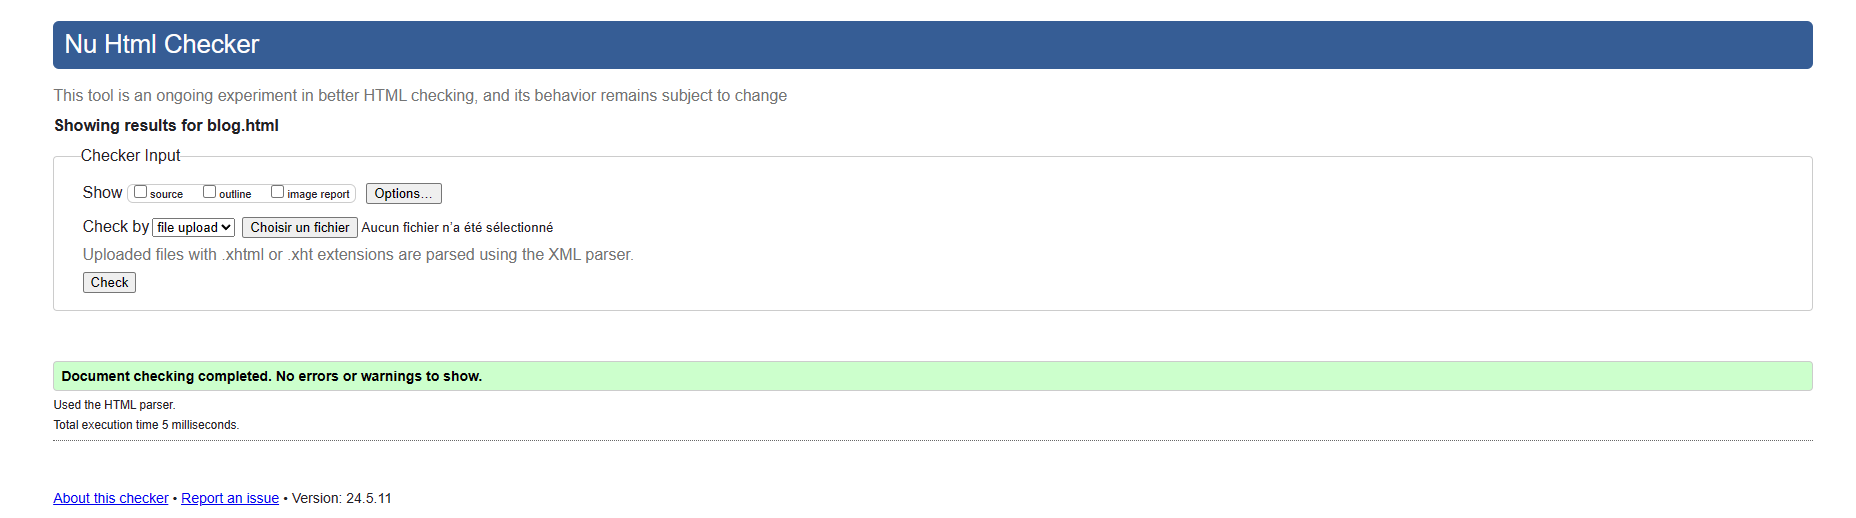 Nu Html Checker
This tool is an ongoing experiment in better HTML checking, and its behavior remains subject to change
Showing results for blog.html
Checker Input
Show source outline image report Options...
Check by file upload Choisir un fichier Aucun fichier n'a été sélectionné
Uploaded files with .xhtml or .xht extensions are parsed using the XML parser.
Check
Document checking completed. No errors or warnings to show.
Used the HTML parser.
Total execution time 5 milliseconds.
About this checker • Report an issue • Version: 24.5.11